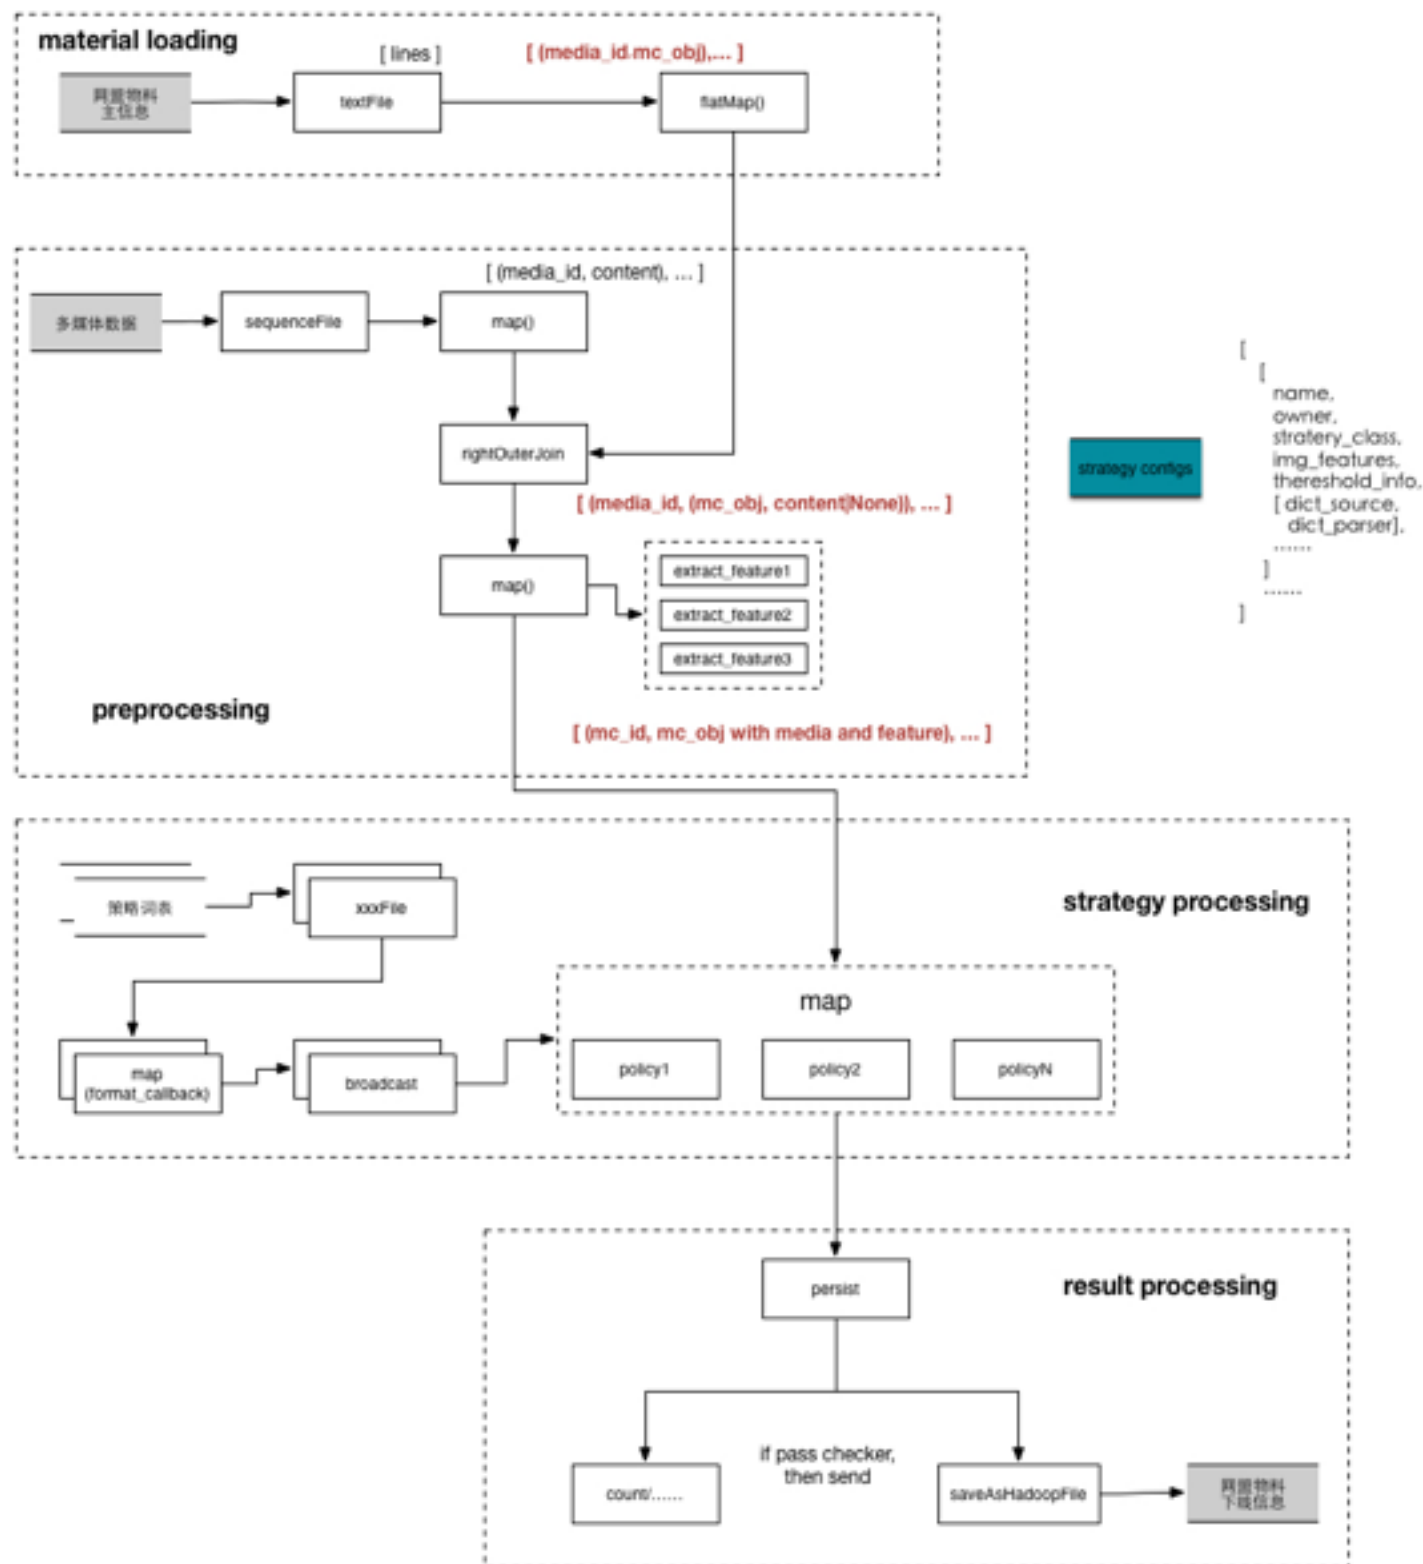 material loading
[ lines ]
[ (media_id.mc_obj),... ]
网盟物料
主信息
textFile
flatMap()
[ (media_id, content), ... ]
多媒体数据
sequenceFile
map()
rightOuterJoin
[ (media_id, (mc_obj, content|None)), ... ]
map()
extract_feature1
extract_feature2
extract_feature3
preprocessing
[ (mc_id, mc_obj with media and feature), ... ]
strategy configs
[
[
name,
owner,
stratery_class,
img_features,
thereshold_info,
[ dict_source,
dict_parser],
......
]
......
]
策略词表
xxxFile
strategy processing
map
map
(format_callback)
broadcast
policy1
policy2
policyN
persist
result processing
if pass checker,
then send
count/......
saveAsHadoopFile
网盟物料
下线信息